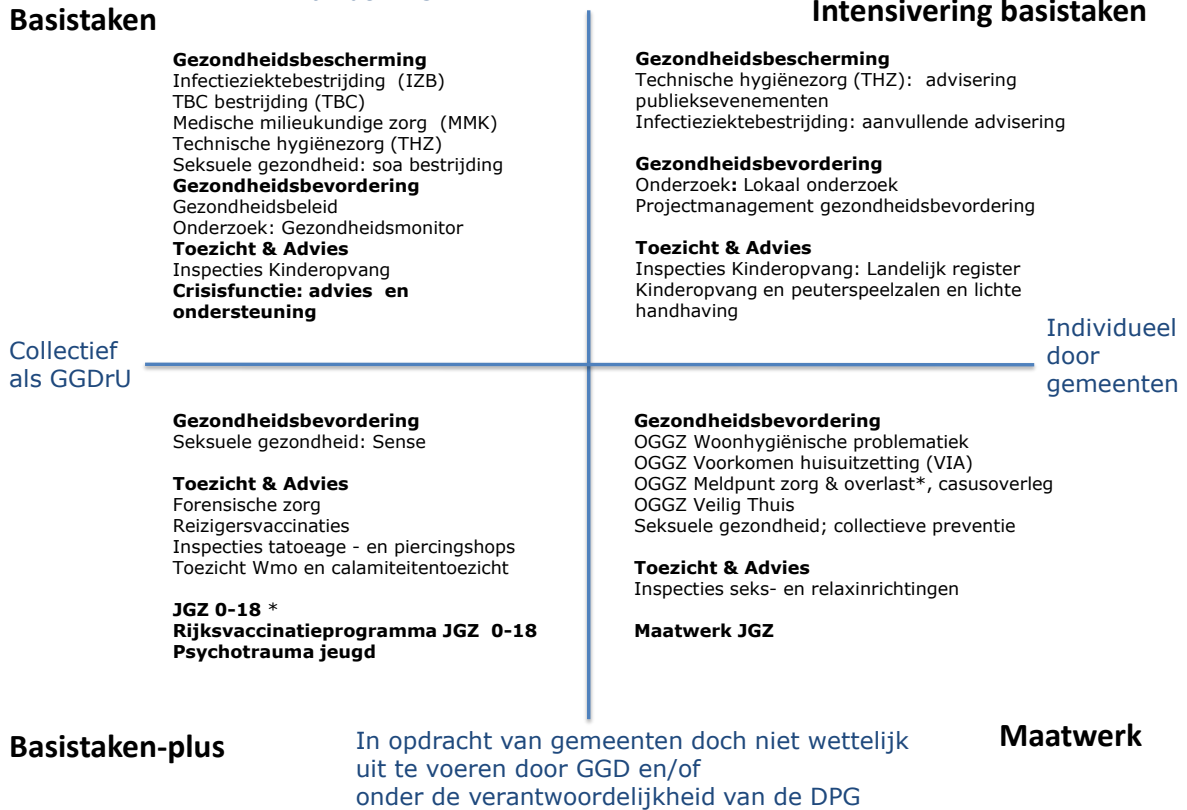 Basistaken
Intensivering basistaken
Gezondheidsbescherming
Infectieziektebestrijding (IZB)
TBC bestrijding (TBC)
Medische milieukundige zorg (MMK)
Technische hygiënezorg (THZ)
Seksuele gezondheid: soa bestrijding
Gezondheidsbevordering
Gezondheidsbeleid
Onderzoek: Gezondheidsmonitor
Toezicht & Advies
Inspecties Kinderopvang
Crisisfunctie: advies en
ondersteuning
Gezondheidsbescherming
Technische hygiënezorg (THZ): advisering
publieksevenementen
Infectieziektebestrijding: aanvullende advisering
Gezondheidsbevordering
Onderzoek: Lokaal onderzoek
Projectmanagement gezondheidsbevordering
Toezicht & Advies
Inspecties Kinderopvang: Landelijk register
Kinderopvang en peuterspeelzalen en lichte
handhaving
Collectief
als GGDrU
Individueel
door
gemeenten
Gezondheidsbevordering
Seksuele gezondheid: Sense
Toezicht & Advies
Forensische zorg
Reizigersvaccinaties
Inspecties tatoeage - en piercingshops
Toezicht Wmo en calamiteitentoezicht
JGZ 0-18 *
Rijksvaccinatieprogramma JGZ 0-18
Psychotrauma jeugd
Gezondheidsbevordering
OGGZ Woonhygiënische problematiek
OGGZ Voorkomen huisuitzetting (VIA)
OGGZ Meldpunt zorg & overlast*, casusoverleg
OGGZ Veilig Thuis
Seksuele gezondheid; collectieve preventie
Toezicht & Advies
Inspecties seks- en relaxinrichtingen
Maatwerk JGZ
Basistaken-plus
In opdracht van gemeenten doch niet wettelijk
uit te voeren door GGD en/of
onder de verantwoordelijkheid van de DPG
Maatwerk